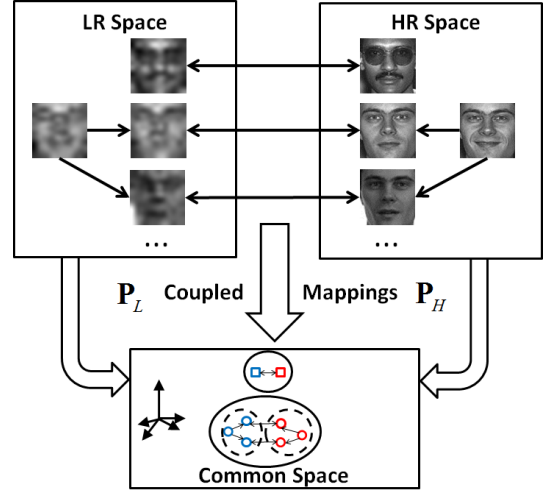 LR Space
HR Space
...
...
P_L Coupled Mappings P_H
Common Space